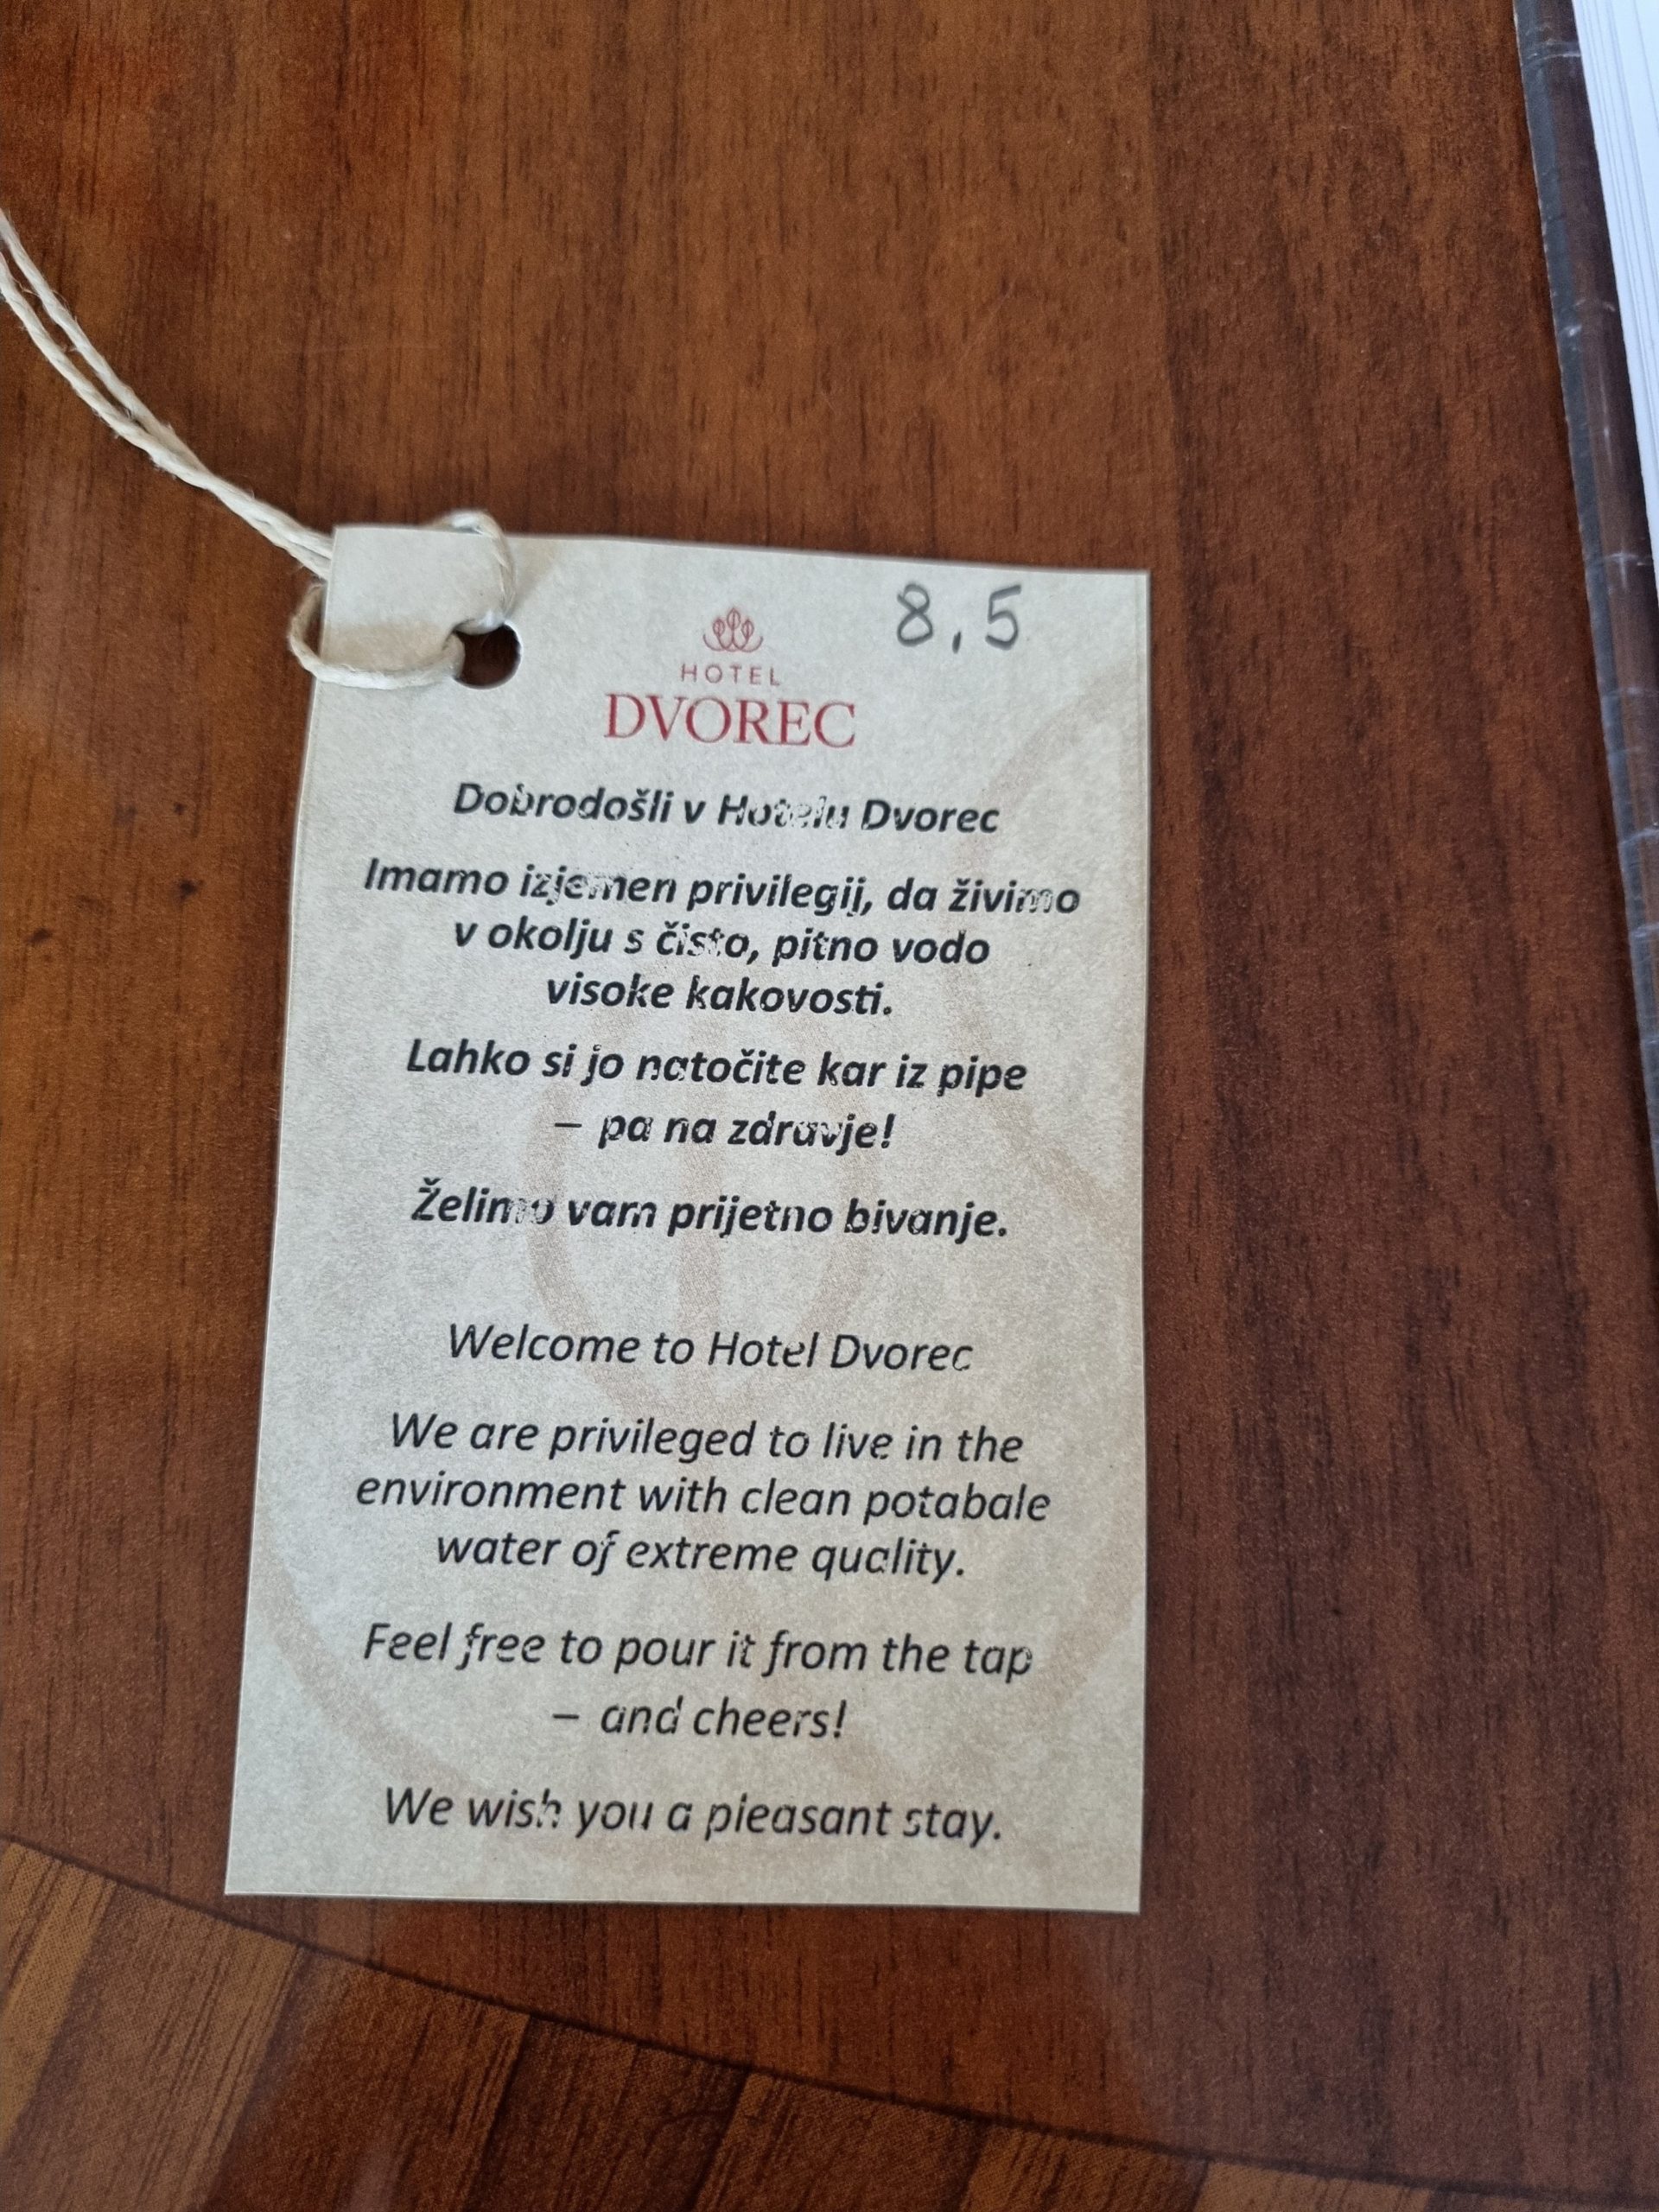 8,5
HOTEL
DVOREC
Dobrodošli v Hotelu Dvorec
Imamo izjemen privilegij, da živimo
v okolju s čisto, pitno vodo
visoke kakovosti.
Lahko si jo natočite kar iz pipe
– pa na zdravje!
Želimo vam prijetno bivanje.
Welcome to Hotel Dvorec
We are privileged to live in the
environment with clean potabale
water of extreme quality.
Feel free to pour it from the tap
– and cheers!
We wish you a pleasant stay.